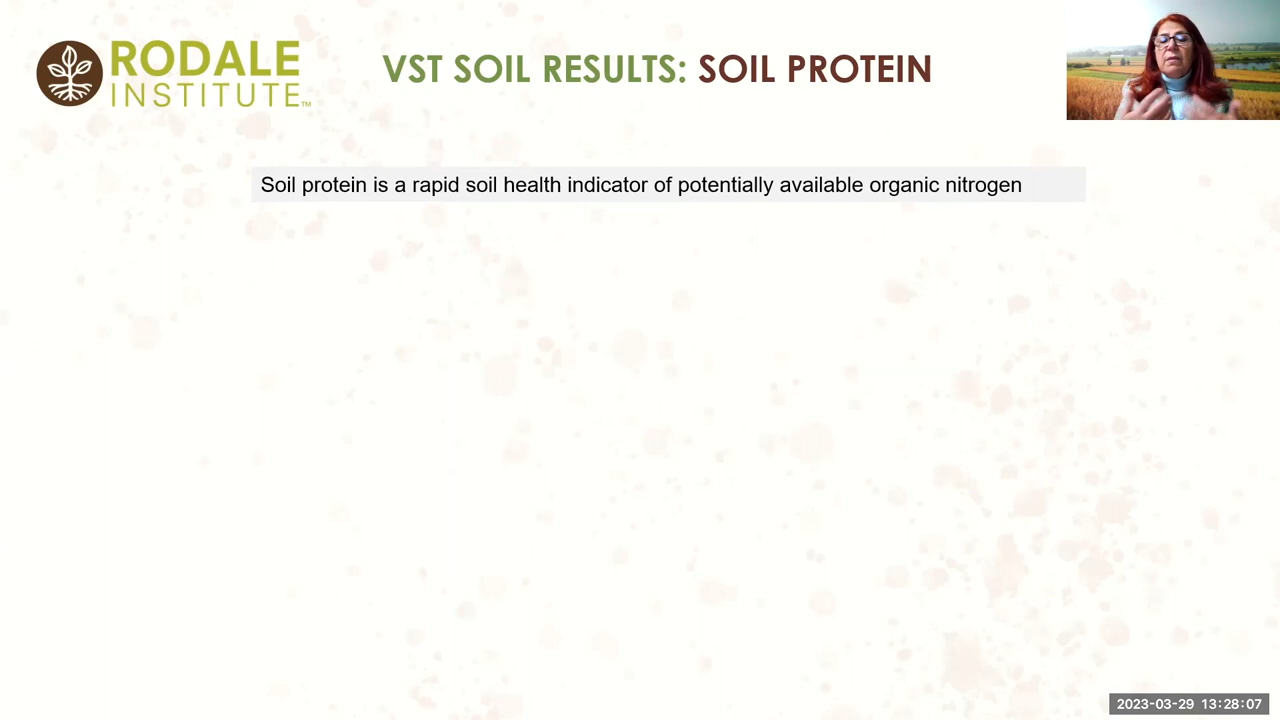 RODALE
INSTITUTE™
VST SOIL RESULTS: SOIL PROTEIN
Soil protein is a rapid soil health indicator of potentially available organic nitrogen
2023-03-29 13:28:07